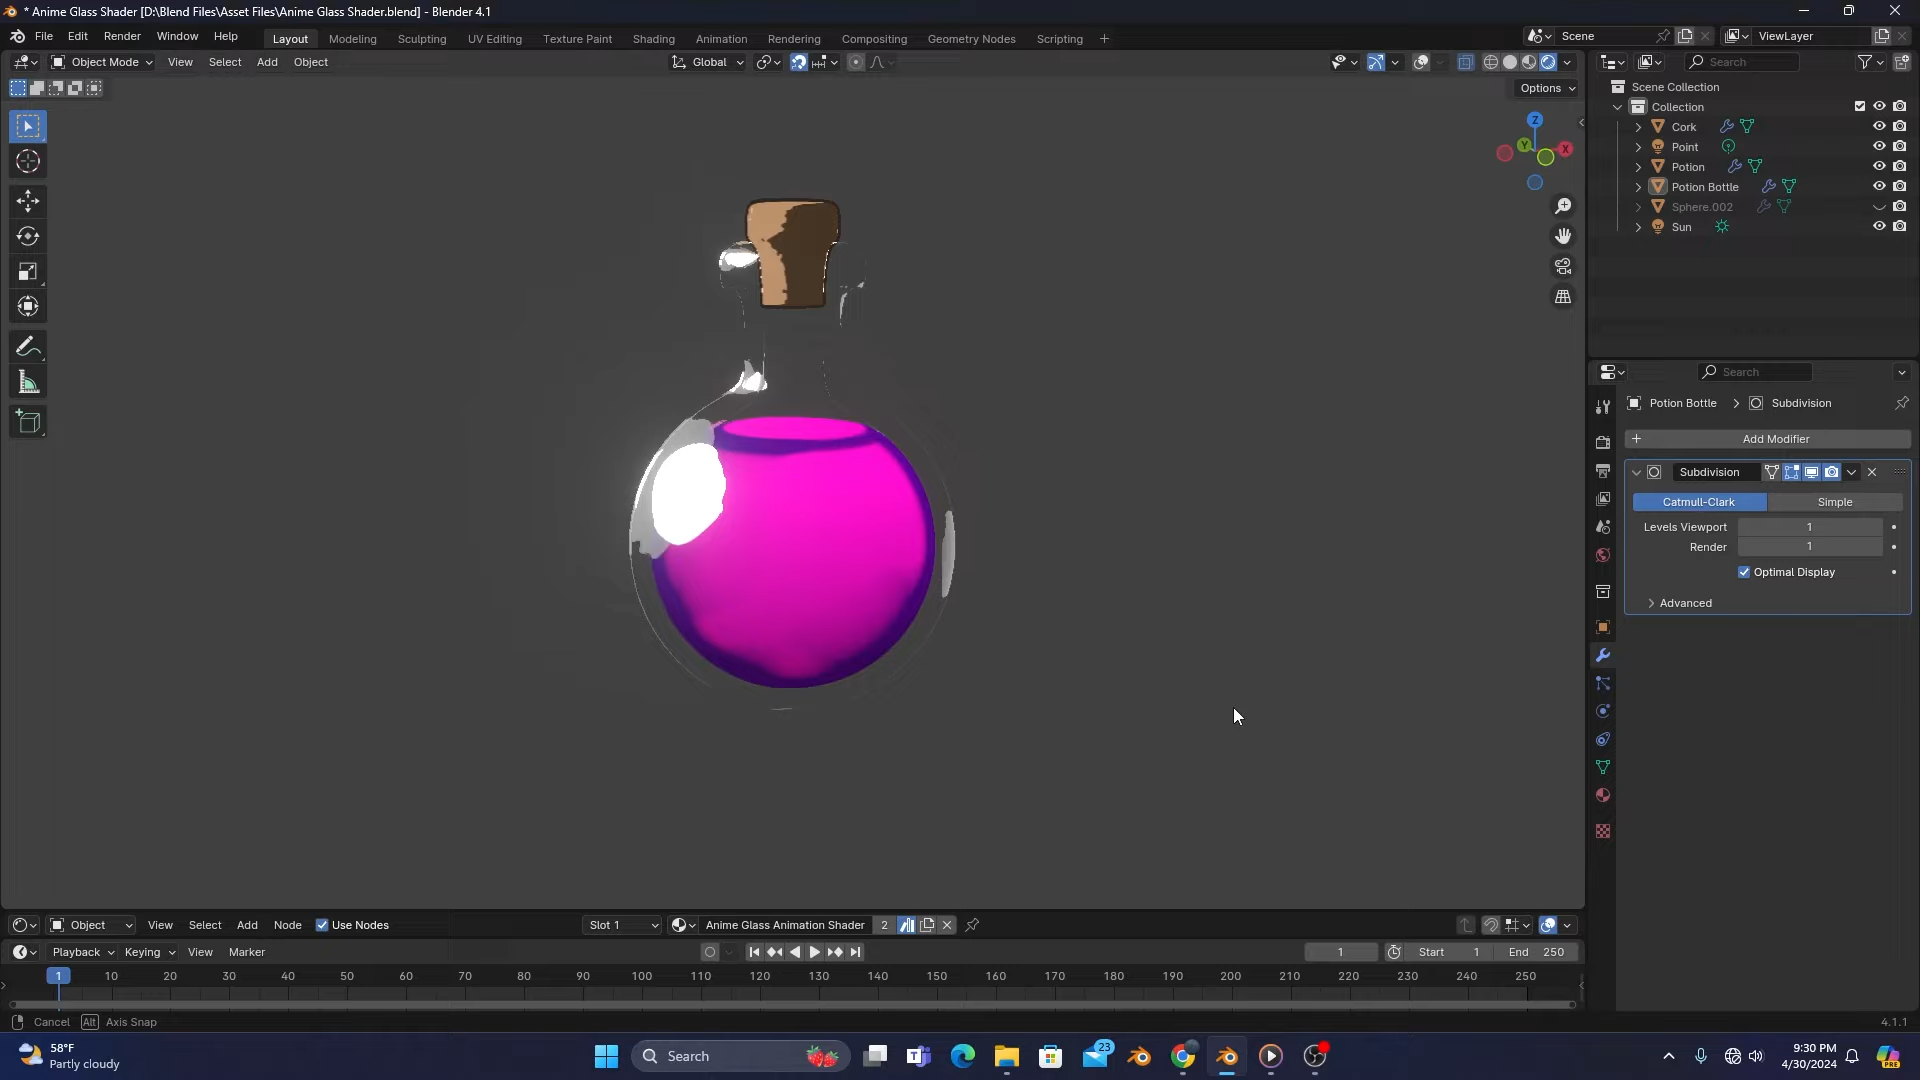 * Anime Glass Shader [D:\Blend Files\Asset Files\Anime Glass Shader.blend] - Blender 4.1
File Edit Render Window Help Layout Modeling Sculpting UV Editing Texture Paint Shading Animation Rendering Compositing Geometry Nodes Scripting + Scene ViewLayer
Object Mode View Select Add Object Global Search
Options
Scene Collection
Collection
Cork
Point
Potion
Potion Bottle
Sphere.002
Sun
Z
Y
X
Search
Potion Bottle > Subdivision
+ Add Modifier
Subdivision
Catmull-Clark Simple
Levels Viewport 1
Render 1
Optimal Display
Advanced
Object View Select Add Node Use Nodes Slot 1 Anime Glass Animation Shader 2
Playback Keying View Marker 1 Start 1 End 250
1 10 20 30 40 50 60 70 80 90 100 110 120 130 140 150 160 170 180 190 200 210 220 230 240 250
Cancel Alt Axis Snap 4.1.1
58°F
Partly cloudy
Search
23
9:30 PM
4/30/2024
PRE